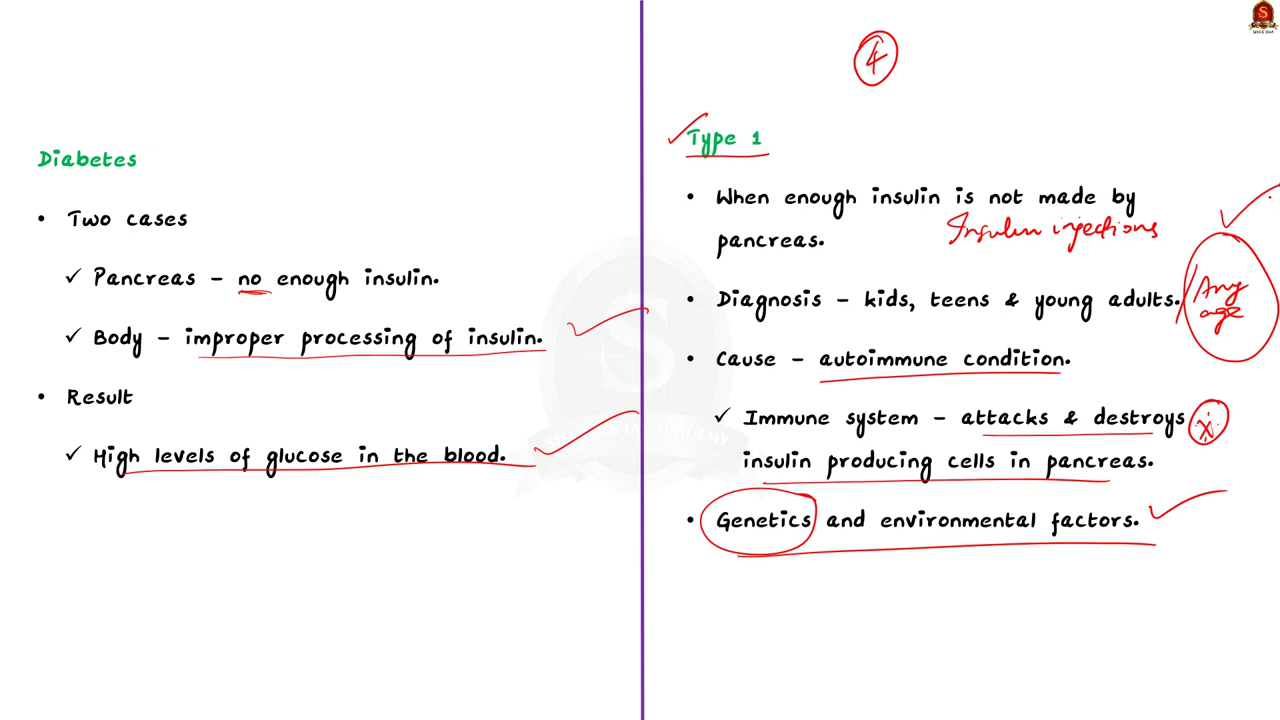 Diabetes
• Two cases
✓ Pancreas – no enough insulin.
✓ Body – improper processing of insulin.
• Result
✓ High levels of glucose in the blood.
4
Type 1
• When enough insulin is not made by
pancreas.
Insulin injections
• Diagnosis – kids, teens & young adults.
/Any
age
• Cause – autoimmune condition.
✓ Immune system – attacks & destroys
insulin producing cells in pancreas.
• Genetics and environmental factors.